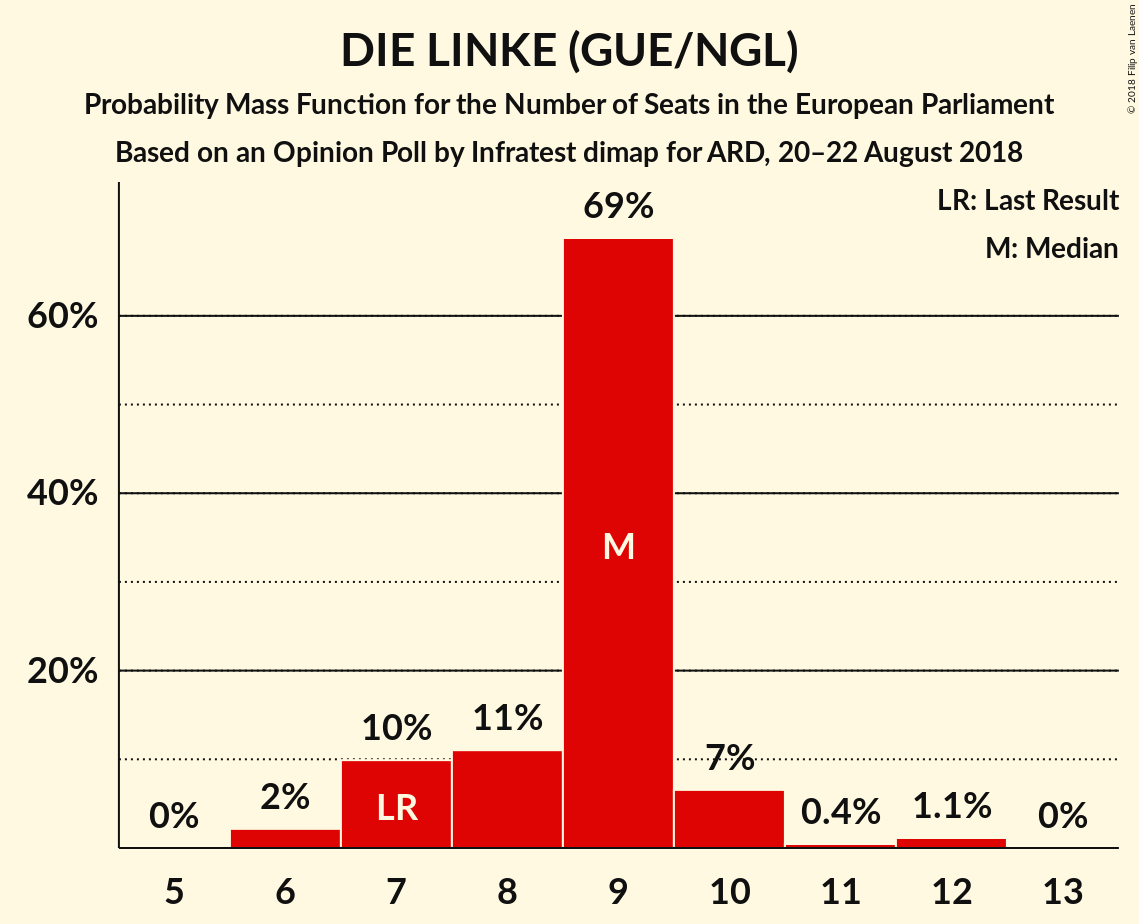 DIE LINKE (GUE/NGL)
Probability Mass Function for the Number of Seats in the European Parliament
Based on an Opinion Poll by Infratest dimap for ARD, 20–22 August 2018
© 2018 Filip van Laenen
LR: Last Result
M: Median
60%
40%
20%
0%
2%
10%
11%
69%
7%
0.4%
1.1%
0%
LR
M
5 6 7 8 9 10 11 12 13